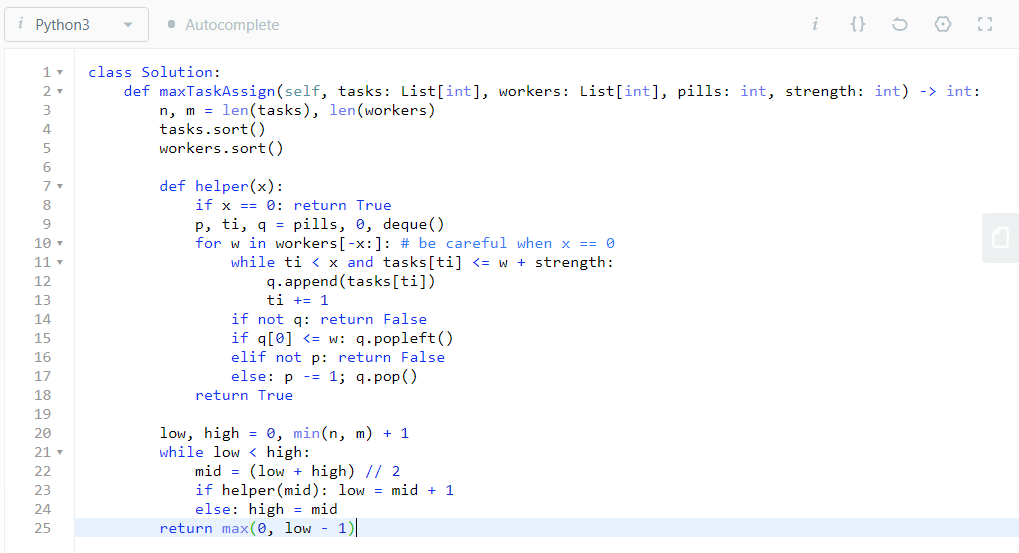 i Python3 Autocomplete i {}
1 class Solution:
2 def maxTaskAssign(self, tasks: List[int], workers: List[int], pills: int, strength: int) -> int:
3 n, m = len(tasks), len(workers)
4 tasks.sort()
5 workers.sort()
6
7 def helper(x):
8 if x == 0: return True
9 p, ti, q = pills, 0, deque()
10 for w in workers[-x:]: # be careful when x == 0
11 while ti < x and tasks[ti] <= w + strength:
12 q.append(tasks[ti])
13 ti += 1
14 if not q: return False
15 if q[0] <= w: q.popleft()
16 elif not p: return False
17 else: p -= 1; q.pop()
18 return True
19
20 low, high = 0, min(n, m) + 1
21 while low < high:
22 mid = (low + high) // 2
23 if helper(mid): low = mid + 1
24 else: high = mid
25 return max(0, low - 1)